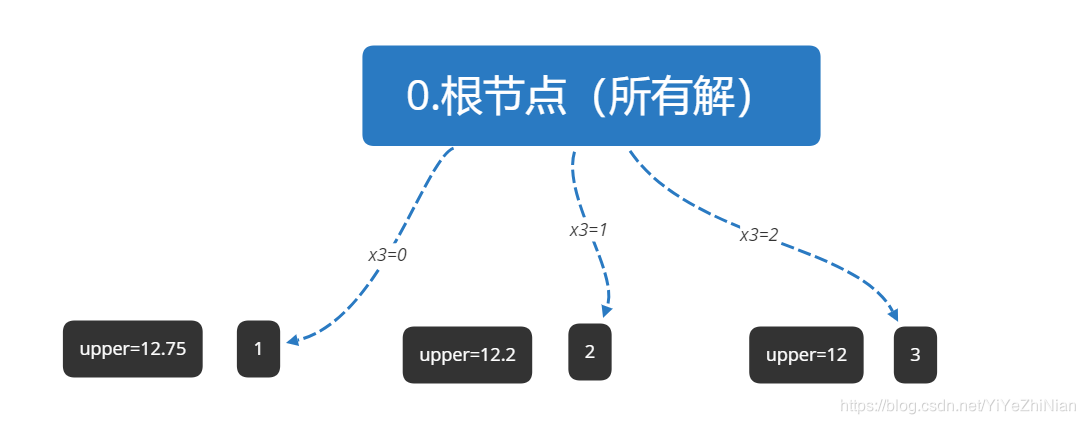 0.根节点（所有解）
x3=0
x3=1
x3=2
upper=12.75
1
upper=12.2
2
upper=12
3
https://blog.csdn.net/YiYeZhiNian